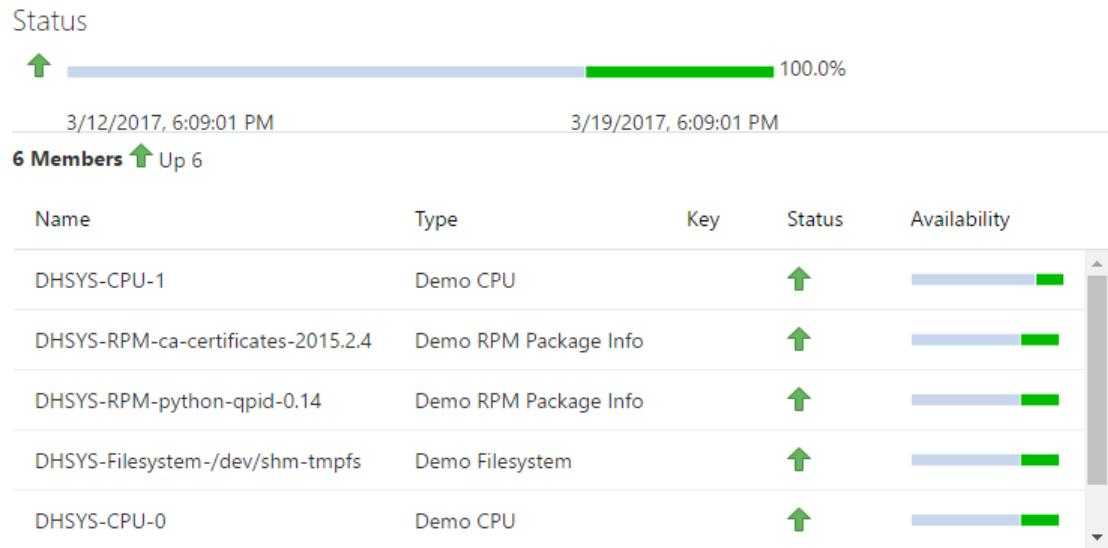 Status
100.0%
3/12/2017, 6:09:01 PM 3/19/2017, 6:09:01 PM
6 Members Up 6
Name Type Key Status Availability
DHSYS-CPU-1 Demo CPU
DHSYS-RPM-ca-certificates-2015.2.4 Demo RPM Package Info
DHSYS-RPM-python-qpid-0.14 Demo RPM Package Info
DHSYS-Filesystem-/dev/shm-tmpfs Demo Filesystem
DHSYS-CPU-0 Demo CPU